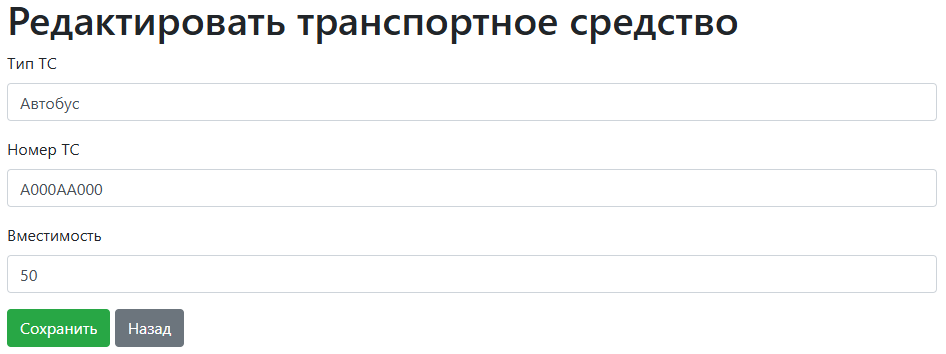 Редактировать транспортное средство
Тип ТС
Автобус
Номер ТС
А000АА000
Вместимость
50
Сохранить Назад